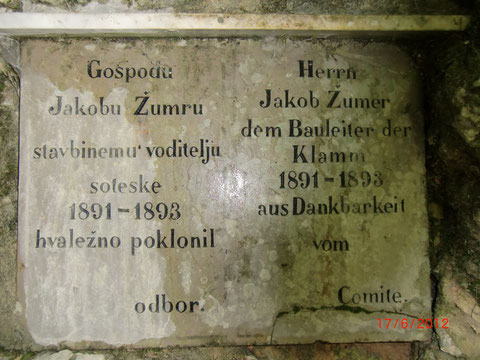 Gospodu
Jakobu Žumru
stavbinemu voditelju
soteske
1891-1893
hvaležno poklonil
odbor.
Herrn
Jakob Žumer
dem Bauleiter der
Klamm
1891-1893
aus Dankbarkeit
vom
Comite.
17/6/2012